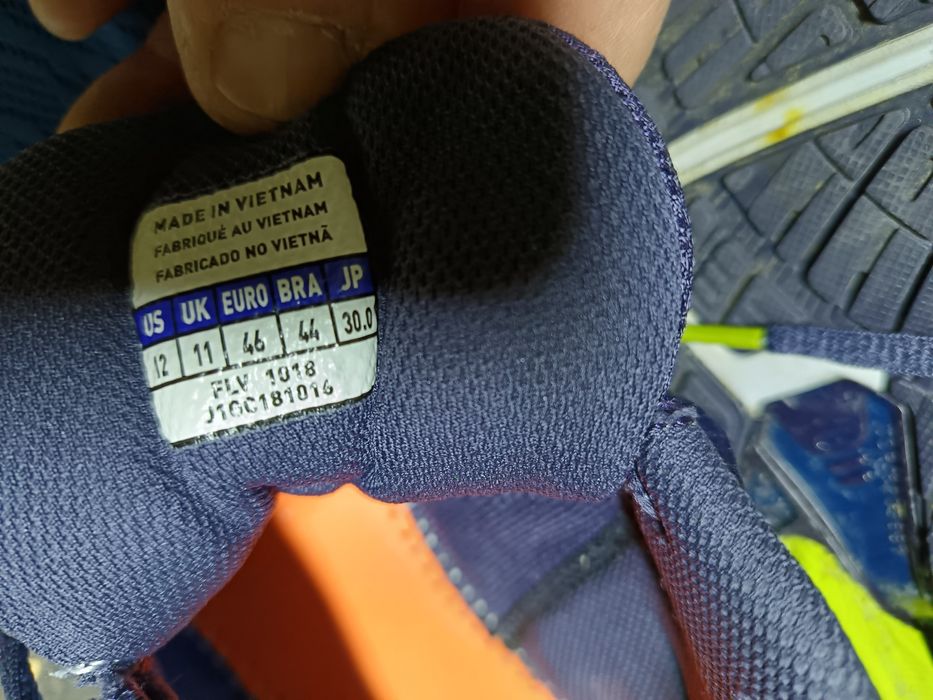 MADE IN VIETNAM
FABRIQUÉ AU VIETNAM
FABRICADO NO VIETNÃ
US UK EURO BRA JP
12 11 46 44 30.0
FLV 1018